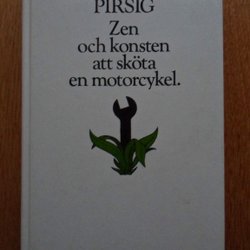 PIRSIG
Zen
och konsten
att sköta
en motorcykel.